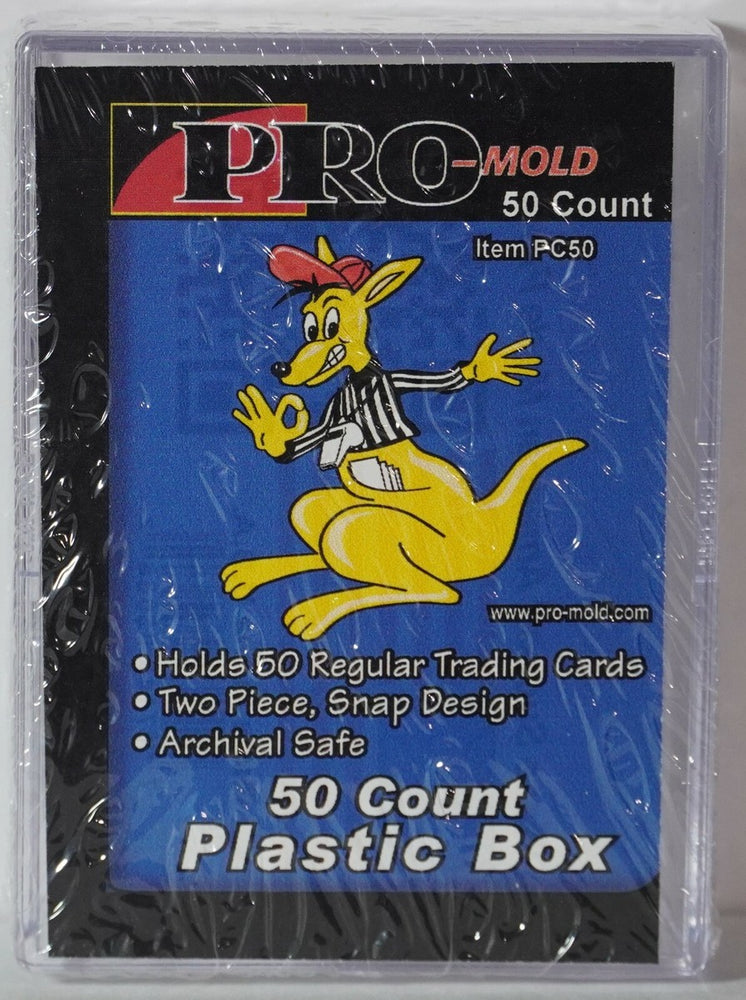 PRO-MOLD
50 Count
Item PC50
www.pro-mold.com
• Holds 50 Regular Trading Cards
• Two Piece, Snap Design
• Archival Safe
50 Count
Plastic Box